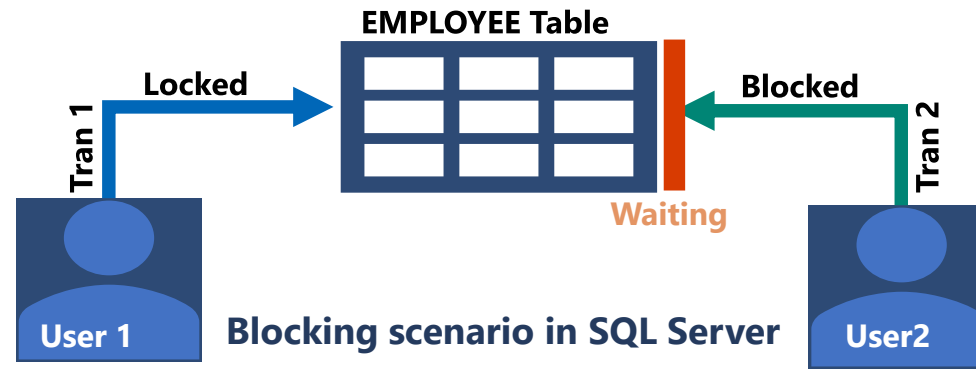 EMPLOYEE Table
Locked
Blocked
Tran 1
Tran 2
Waiting
User 1
Blocking scenario in SQL Server
User2